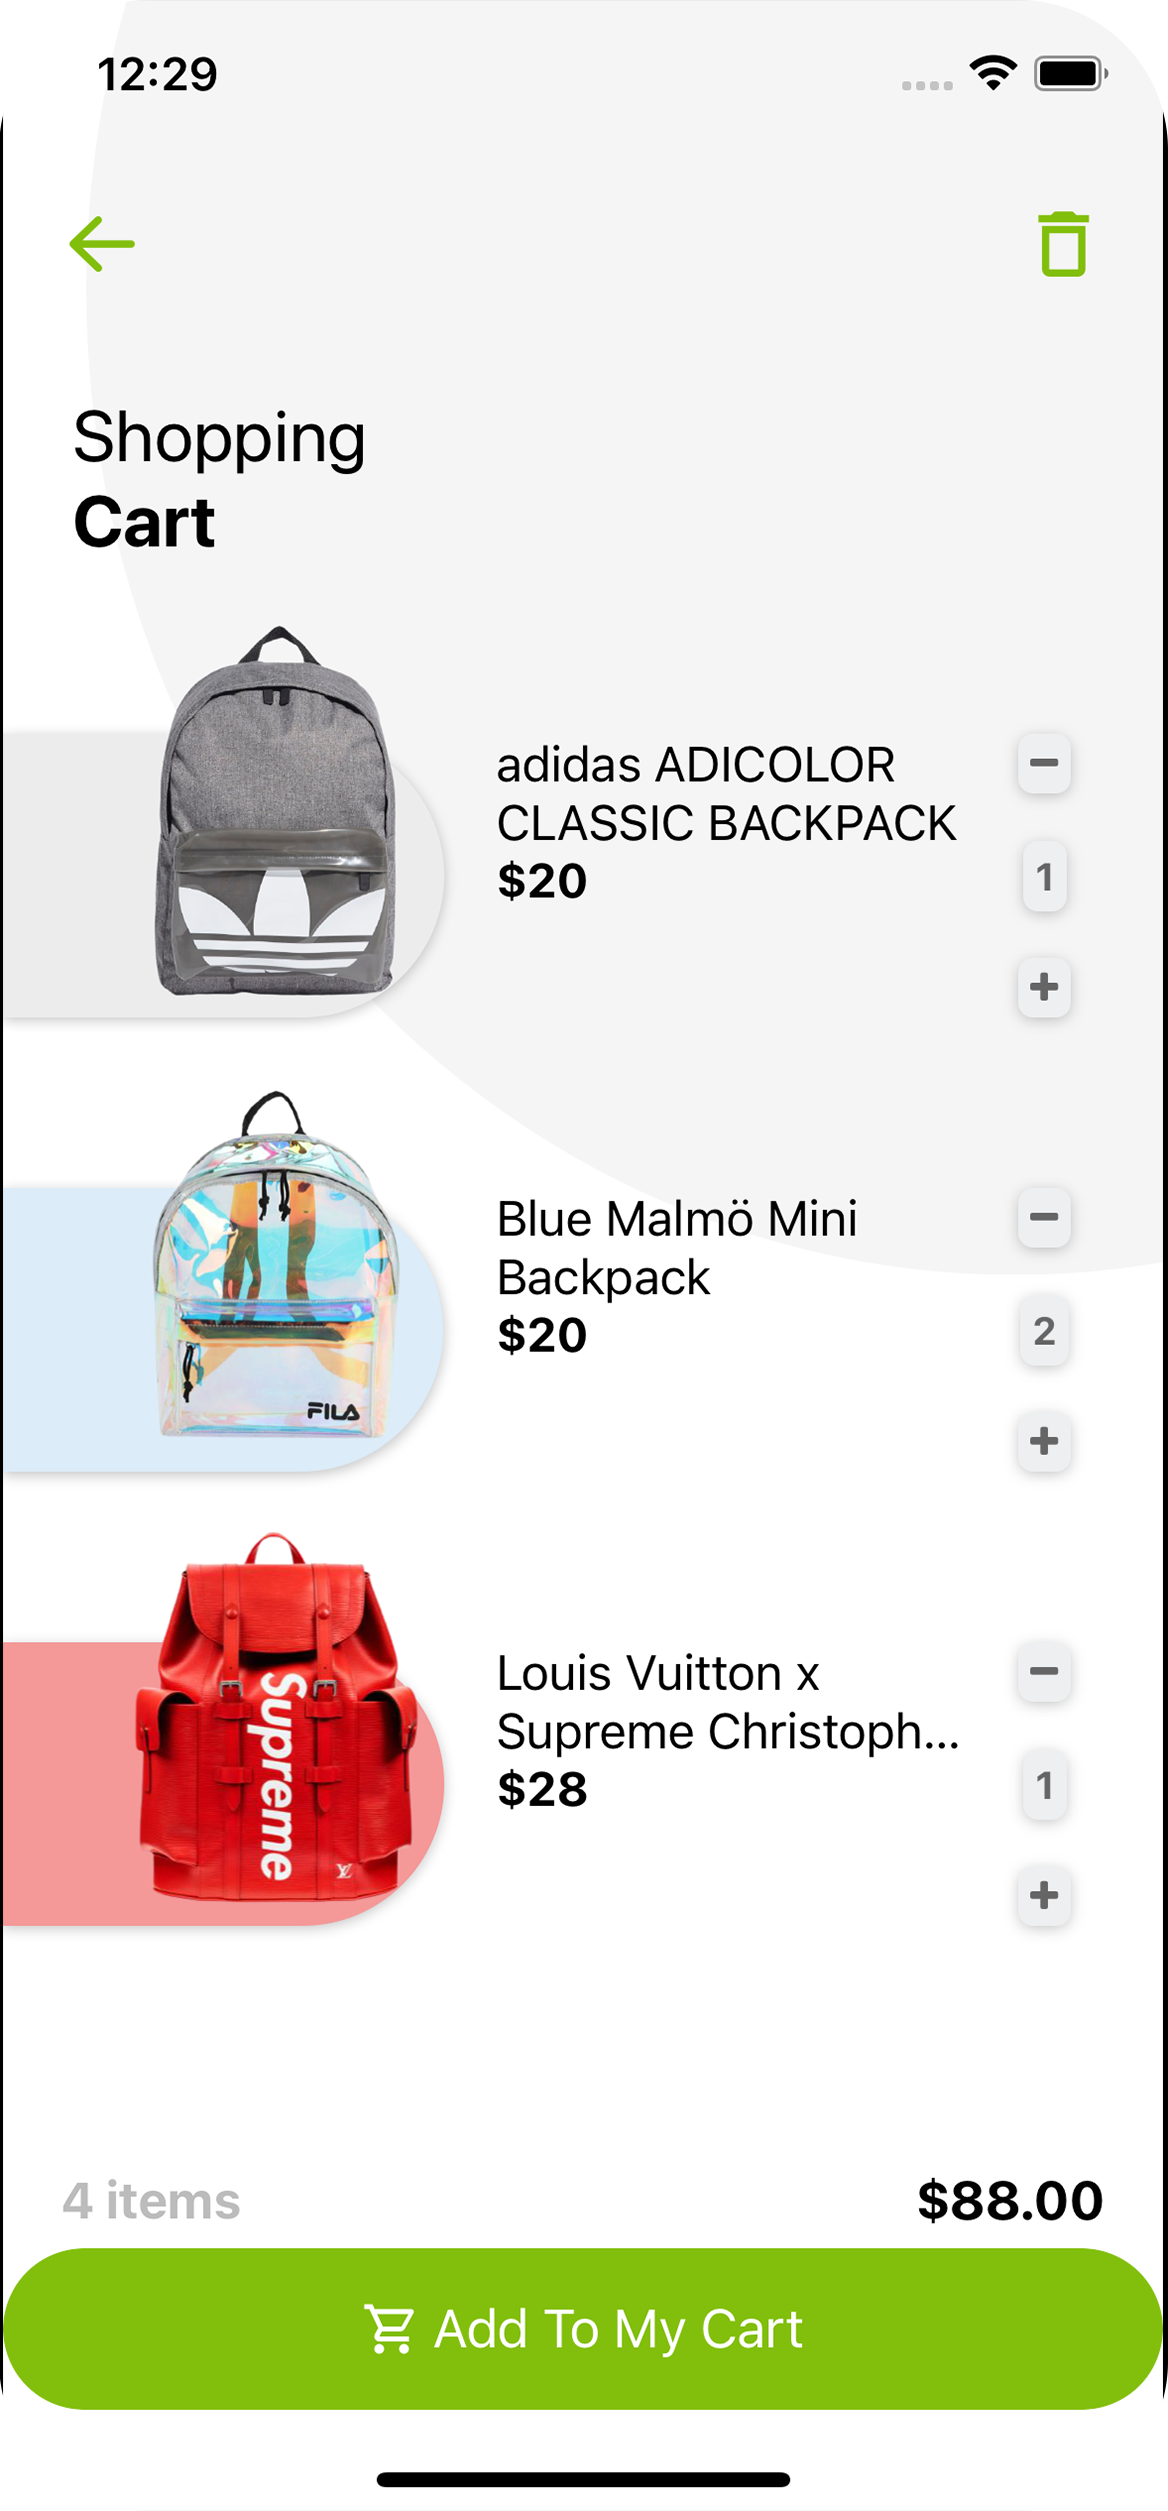 12:29
Shopping
Cart
adidas ADICOLOR
CLASSIC BACKPACK
$20
1
Blue Malmö Mini
Backpack
$20
2
FILA
Louis Vuitton x
Supreme Christoph...
$28
1
Supreme
LV
4 items
$88.00
Add To My Cart